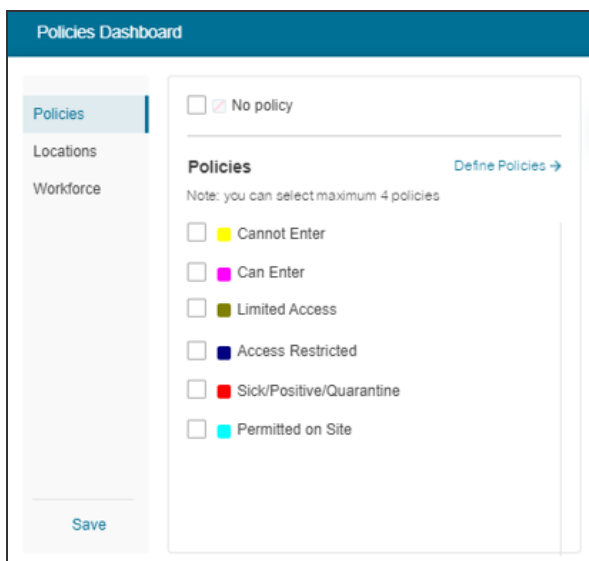 Policies Dashboard
Policies
Locations
Workforce
Save
No policy
Policies
Define Policies →
Note: you can select maximum 4 policies
Cannot Enter
Can Enter
Limited Access
Access Restricted
Sick/Positive/Quarantine
Permitted on Site